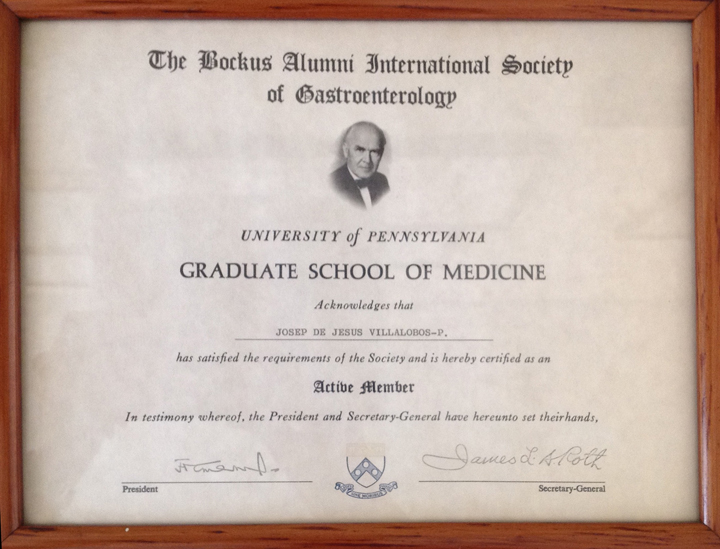 The Bockus Alumni International Society
of Gastroenterology
UNIVERSITY of PENNSYLVANIA
GRADUATE SCHOOL OF MEDICINE
Acknowledges that
JOSEP DE JESUS VILLALOBOS-P.
has satisfied the requirements of the Society and is hereby certified as an
Active Member
In testimony whereof, the President and Secretary-General have hereunto set theirhands,
James L. A. Roth
President
Secretary-General